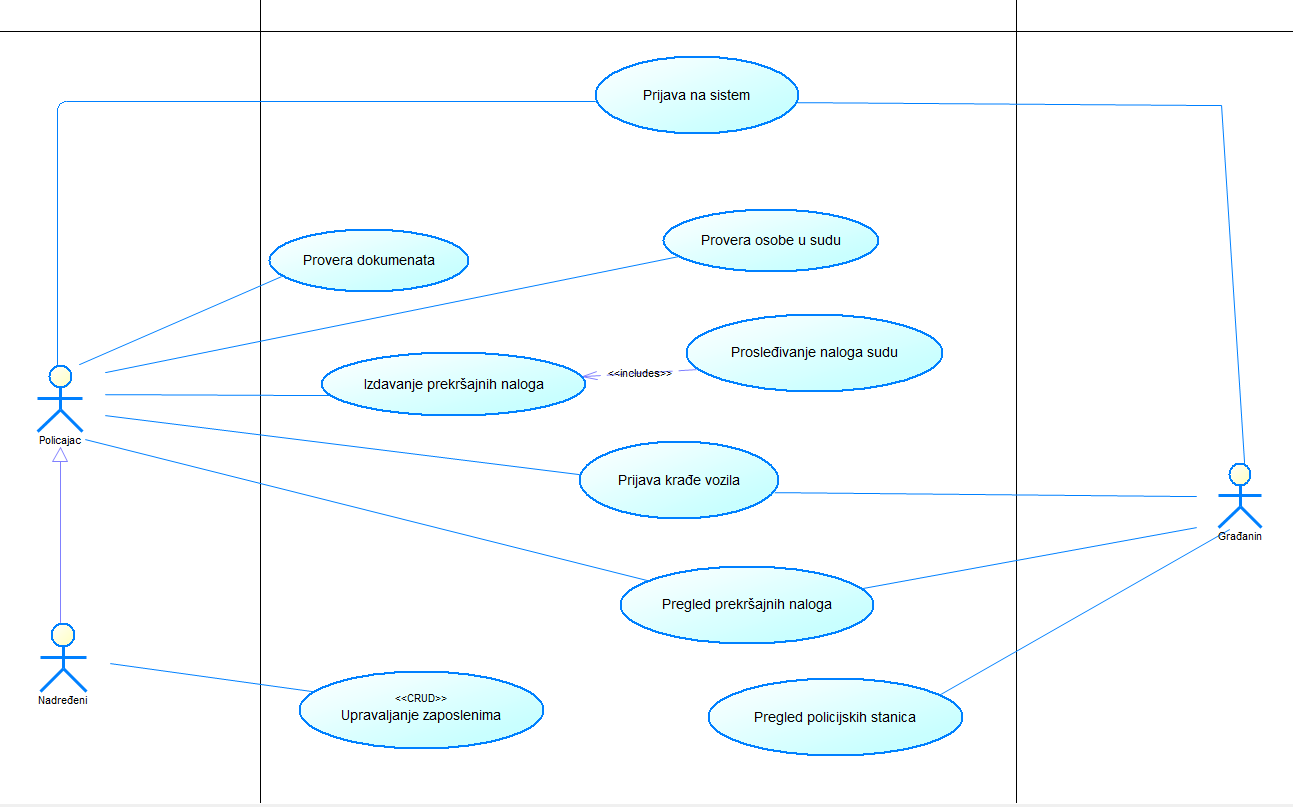 Prijava na sistem
Provera osobe u sudu
Provera dokumenata
Prosleđivanje naloga sudu
<<includes>>
Izdavanje prekršajnih naloga
Policajac
Prijava krađe vozila
Građanin
Pregled prekršajnih naloga
Nadređeni
<<CRUD>>
Upravaljanje zaposlenima
Pregled policijskih stanica